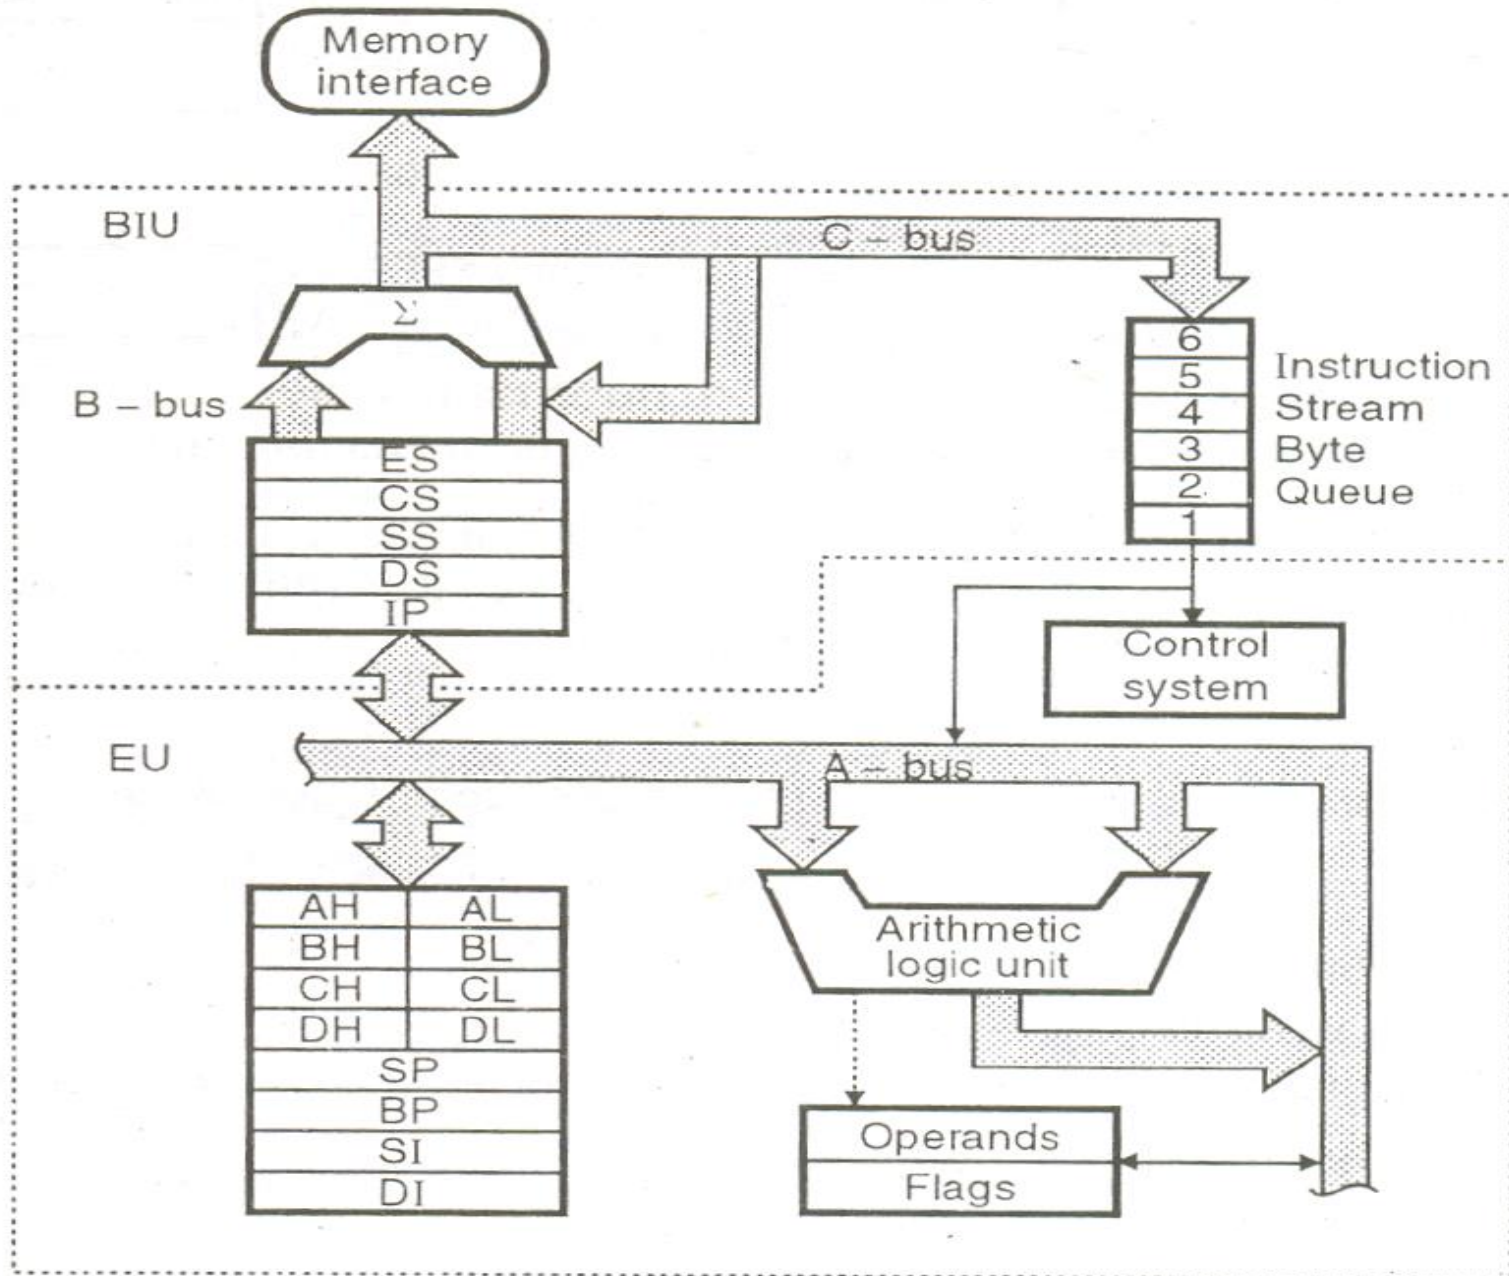 Memory
interface
BIU
C – bus
Σ
B – bus
ES
CS
SS
DS
IP
6
5
4
3
2
1
Instruction
Stream
Byte
Queue
Control
system
EU
A – bus
AH AL
BH BL
CH CL
DH DL
SP
BP
SI
DI
Arithmetic
logic unit
Operands
Flags